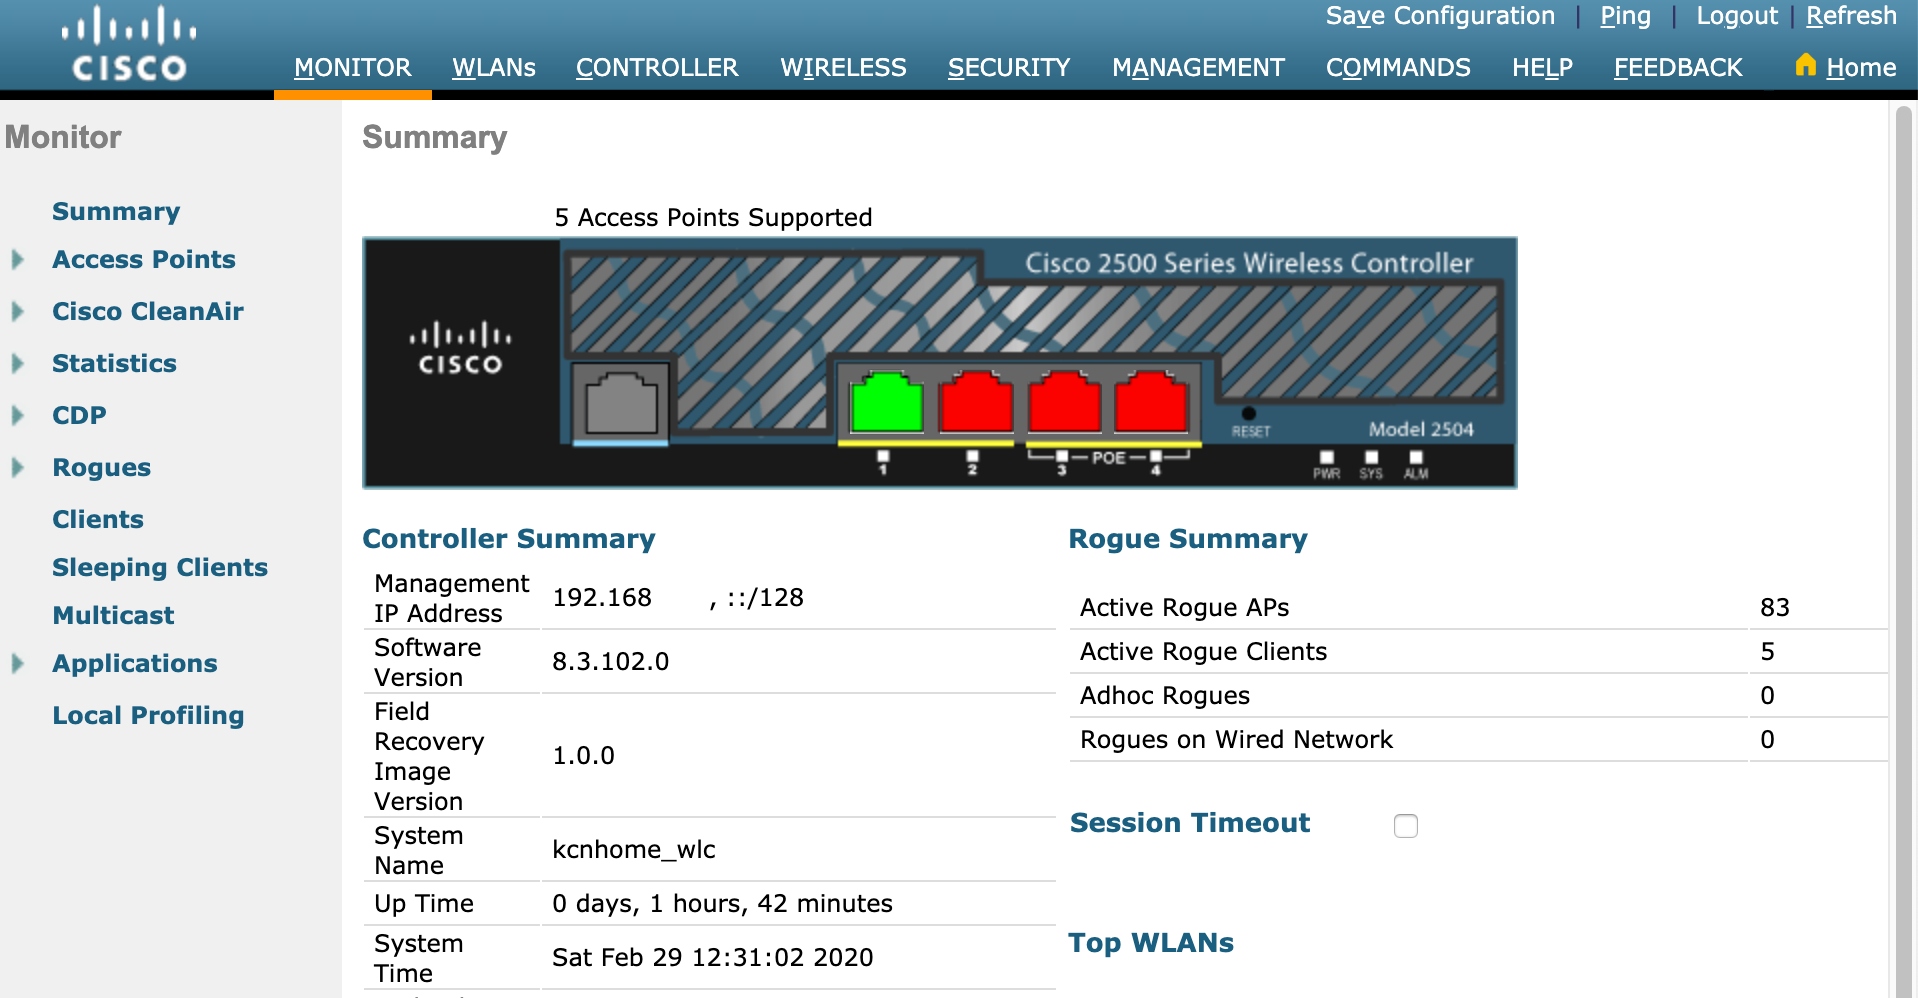 Save Configuration | Ping | Logout | Refresh
CISCO
MONITOR WLANs CONTROLLER WIRELESS SECURITY MANAGEMENT COMMANDS HELP FEEDBACK Home
Monitor
Summary
Access Points
Cisco CleanAir
Statistics
CDP
Rogues
Clients
Sleeping Clients
Multicast
Applications
Local Profiling
Summary
5 Access Points Supported
Cisco 2500 Series Wireless Controller
CISCO
RESET
Model 2504
1 2 3 POE 4
PWR SYS ALM
Controller Summary
Management
IP Address
192.168 , ::/128
Software
Version
8.3.102.0
Field
Recovery
Image
Version
1.0.0
System
Name
kcnhome_wlc
Up Time 0 days, 1 hours, 42 minutes
System
Time
Sat Feb 29 12:31:02 2020
Rogue Summary
Active Rogue APs 83
Active Rogue Clients 5
Adhoc Rogues 0
Rogues on Wired Network 0
Session Timeout
Top WLANs